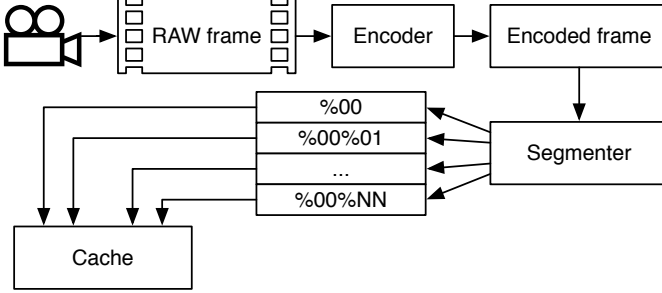 RAW frame
Encoder
Encoded frame
%00
%00%01
...
%00%NN
Segmenter
Cache